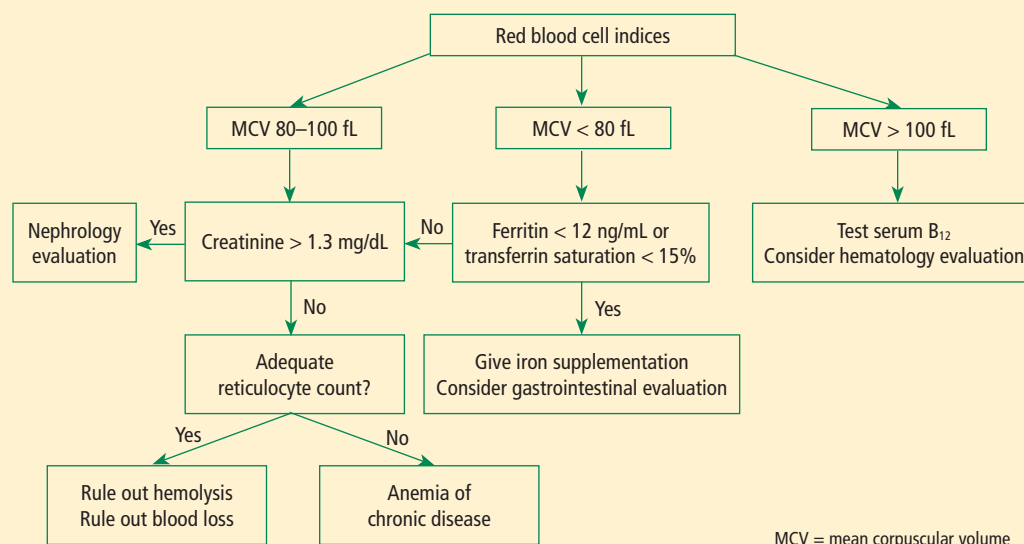 Red blood cell indices
MCV 80–100 fL
MCV < 80 fL
MCV > 100 fL
Nephrology
evaluation
Yes
Creatinine > 1.3 mg/dL
No
Ferritin < 12 ng/mL or
transferrin saturation < 15%
Test serum B₁₂
Consider hematology evaluation
No
Yes
Adequate
reticulocyte count?
Give iron supplementation
Consider gastrointestinal evaluation
Yes
No
Rule out hemolysis
Rule out blood loss
Anemia of
chronic disease
MCV = mean corpuscular volume